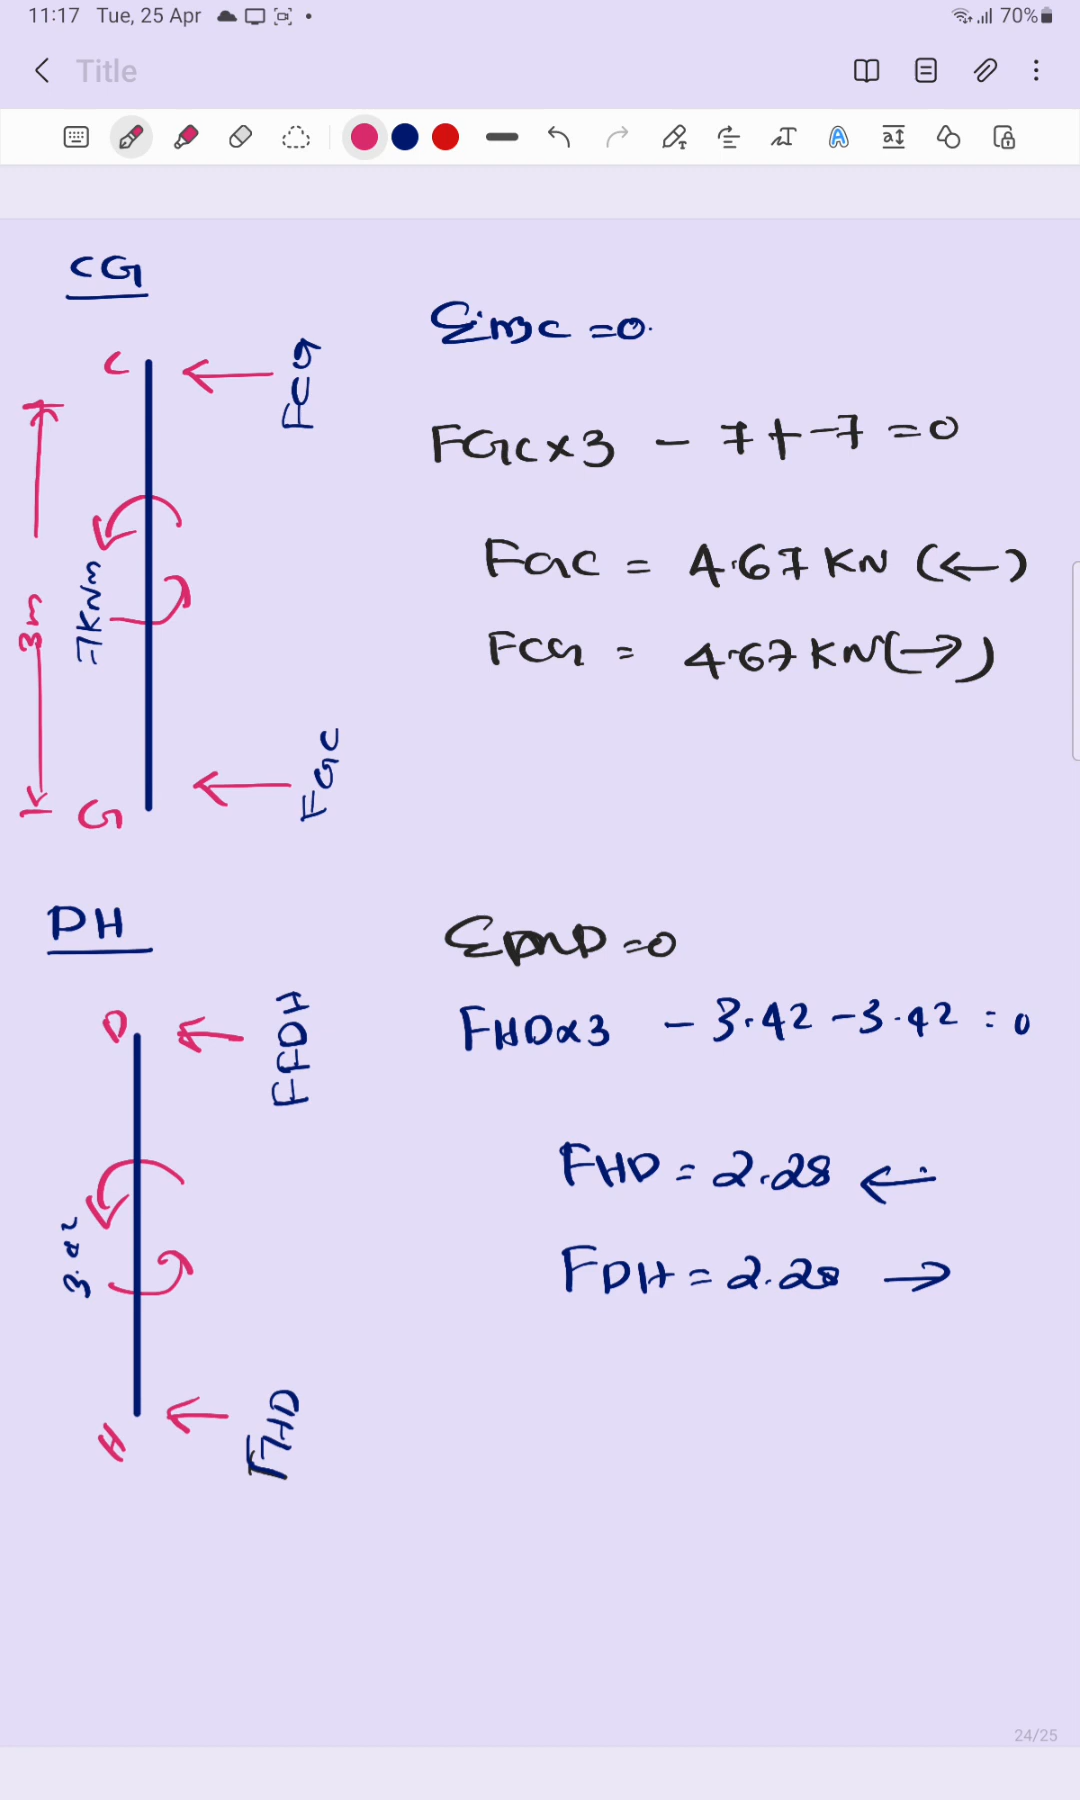 11:17 Tue, 25 Apr
70%
Title
CG
ΣMC = 0
C
FCG
FGC x 3 - 7 + -7 = 0
3m
-7KNm
FGC = 4.67 KN (←)
FCG = 4.67 KN (→)
G
FGC
DH
ΣMD = 0
D
FFDH
FHD x 3 - 3.42 - 3.42 = 0
3.42
FHD = 2.28 ←
FDH = 2.28 →
H
FHD
24/25